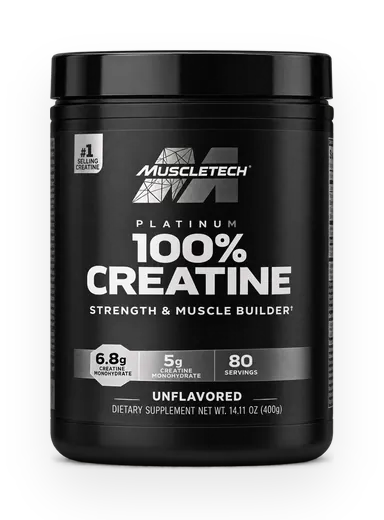 #1
SELLING
CREATINE
MUSCLETECH®
PLATINUM
100%
CREATINE
STRENGTH & MUSCLE BUILDER†
6.8g
CREATINE
MONOHYDRATE
5g
CREATINE
MONOHYDRATE
80
SERVINGS
UNFLAVORED
DIETARY SUPPLEMENT NET WT. 14.11 OZ (400g)